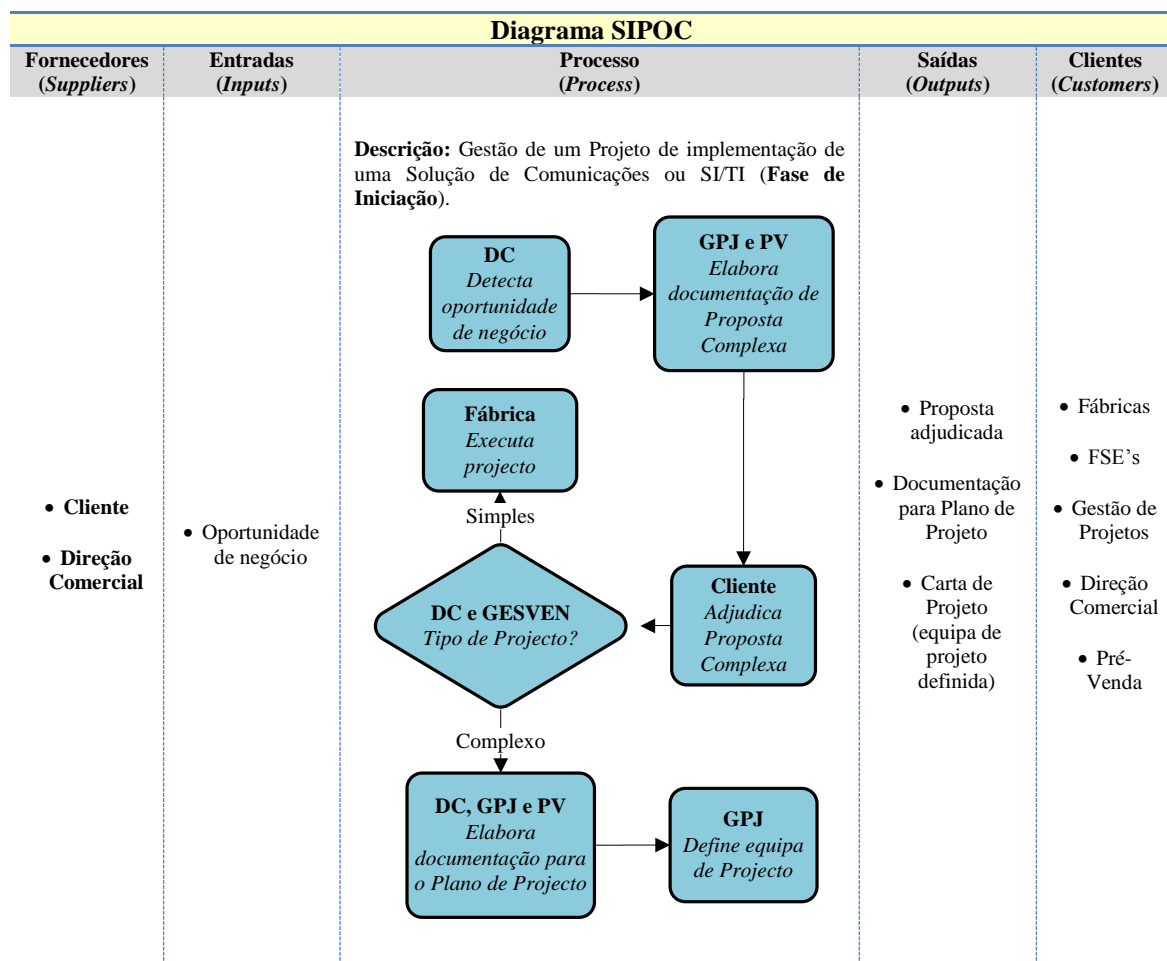 Diagrama SIPOC
Fornecedores
(Suppliers)
Entradas
(Inputs)
Processo
(Process)
Saídas
(Outputs)
Clientes
(Customers)
• Cliente
• Direção
Comercial
• Oportunidade
de negócio
Descrição: Gestão de um Projeto de implementação de
uma Solução de Comunicações ou SI/TI (Fase de
Iniciação).
DC
Detecta
oportunidade
de negócio
GPJ e PV
Elabora
documentação de
Proposta
Complexa
Fábrica
Executa
projecto
Simples
DC e GESVEN
Tipo de Projecto?
Cliente
Adjudica
Proposta
Complexa
Complexo
DC, GPJ e PV
Elabora
documentação para
o Plano de Projecto
GPJ
Define equipa
de Projecto
• Proposta
adjudicada
• Documentação
para Plano de
Projeto
• Carta de
Projeto
(equipa de
projeto
definida)
• Fábricas
• FSE's
• Gestão de
Projetos
• Direção
Comercial
• Pré-
Venda